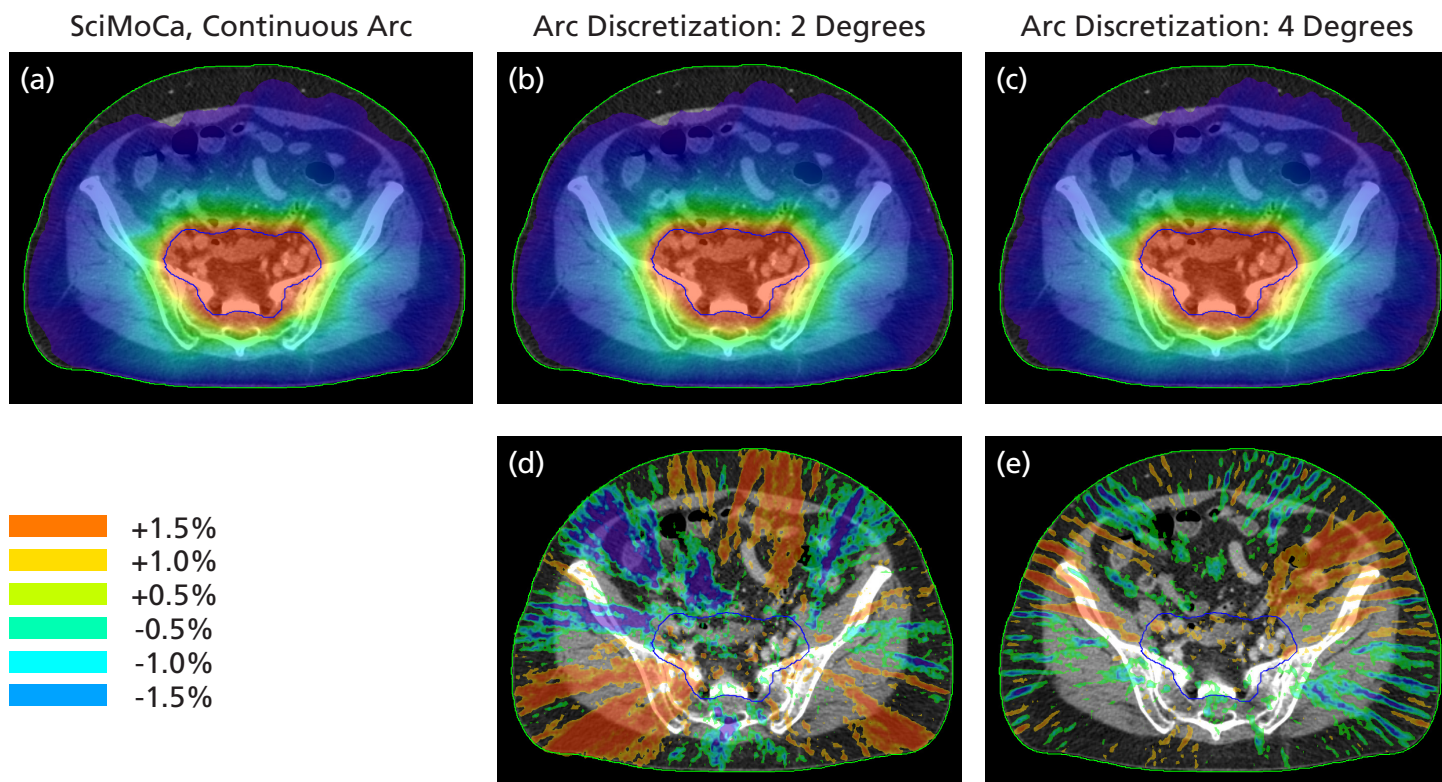 SciMoCa, Continuous Arc
Arc Discretization: 2 Degrees
Arc Discretization: 4 Degrees
(a)
(b)
(c)
(d)
(e)
+1.5%
+1.0%
+0.5%
-0.5%
-1.0%
-1.5%